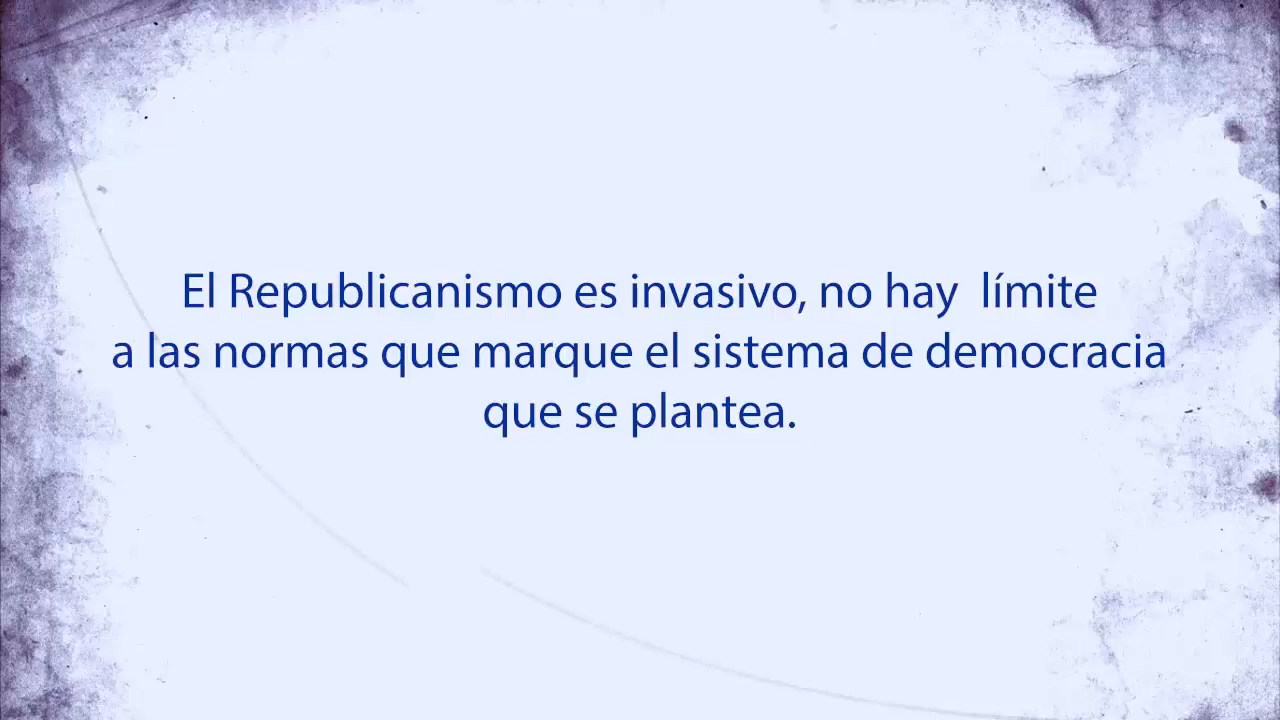 El Republicanismo es invasivo, no hay límite
a las normas que marque el sistema de democracia
que se plantea.